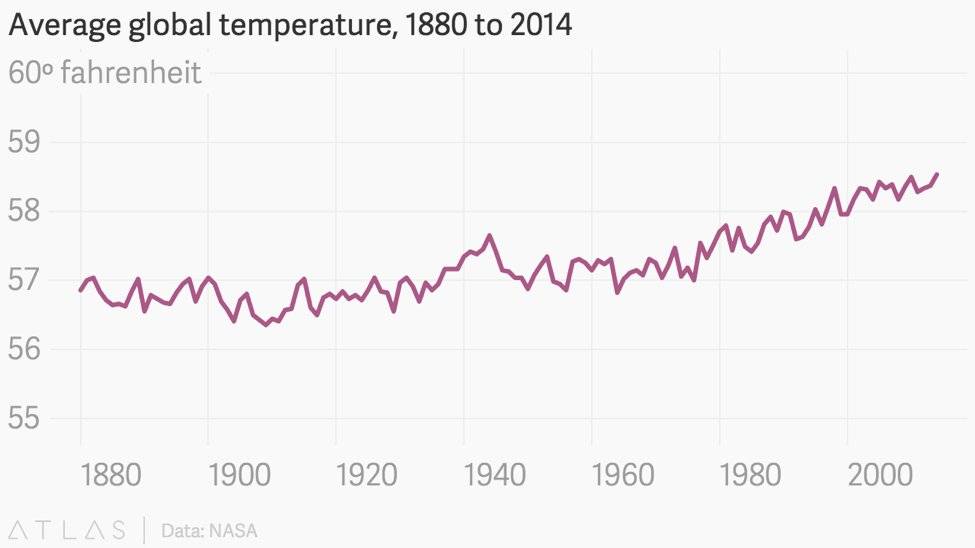 Average global temperature, 1880 to 2014
60º fahrenheit
59
58
57
56
55
1880 1900 1920 1940 1960 1980 2000
ATLAS | Data: NASA